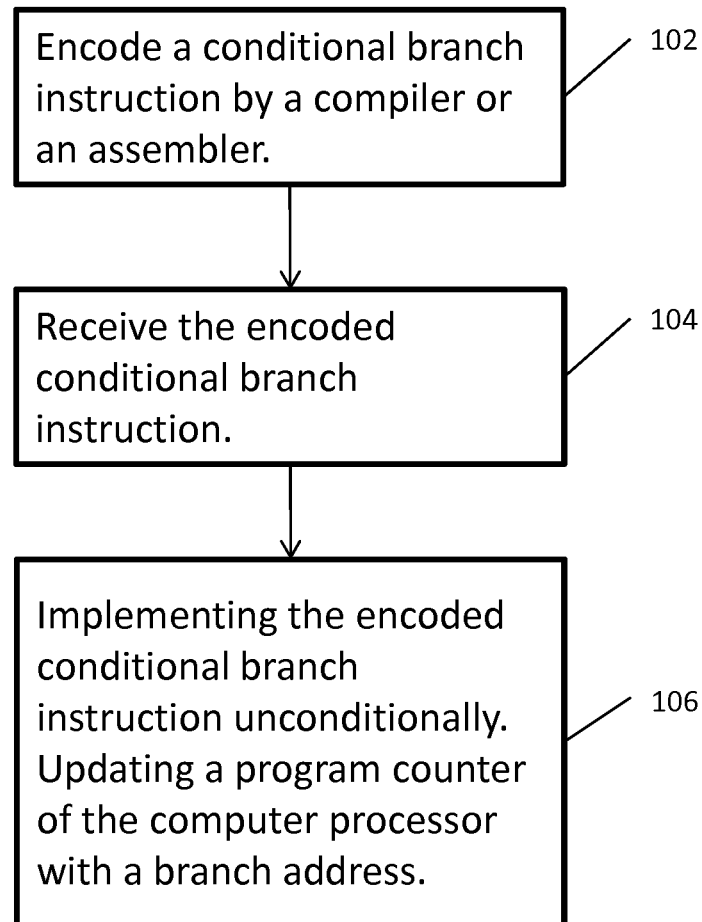 Encode a conditional branch
instruction by a compiler or
an assembler.
102
Receive the encoded
conditional branch
instruction.
104
Implementing the encoded
conditional branch
instruction unconditionally.
Updating a program counter
of the computer processor
with a branch address.
106